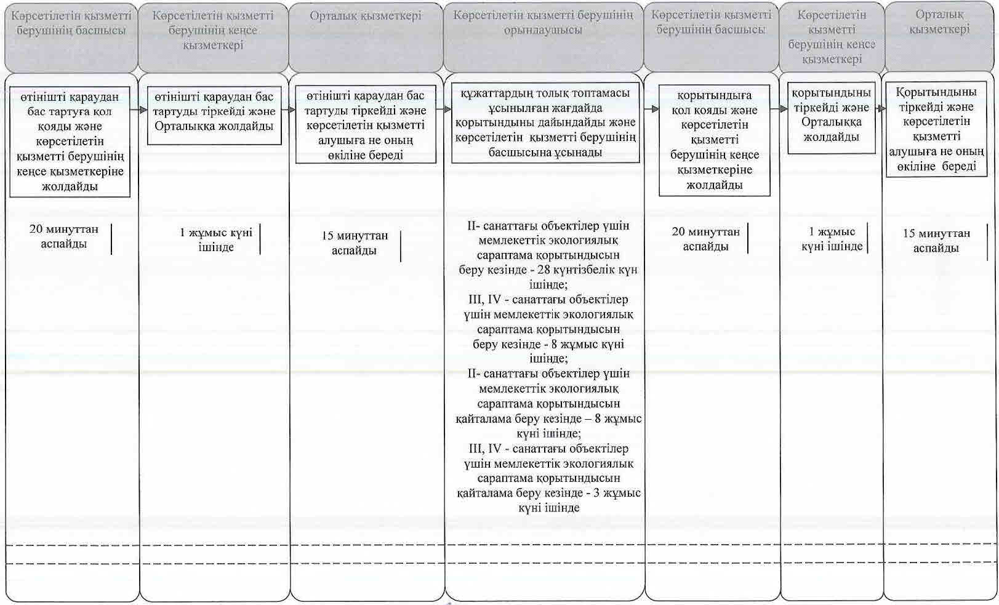 Көрсетілетін қызметті
берушінің басшысы
Көрсетілетін қызметті
берушінің кеңсе
қызметкері
Орталық қызметкері
Көрсетілетін қызметті берушінің
орындаушысы
Көрсетілетін қызметті
берушінің басшысы
Көрсетілетін
қызметті
берушінің кеңсе
қызметкері
Орталық
қызметкері
өтінішті қараудан
бас тартуға қол
қояды және
көрсетілетін
қызметті берушінің
кеңсе қызметкеріне
жолдайды
өтінішті қараудан бас
тартуды тіркейді және
Орталыққа жолдайды
өтінішті қараудан бас
тартуды тіркейді және
көрсетілетін қызметті
алушыға не оның
өкіліне береді
құжаттардың толық топтамасы
ұсынылған жағдайда
қорытындыны дайындайды және
көрсетілетін қызметті берушінің
басшысына ұсынады
қорытындыға
қол қояды және
көрсетілетін
қызметті
берушінің кеңсе
қызметкеріне
жолдайды
қорытындыны
тіркейді және
Орталыққа
жолдайды
Қорытындыны
тіркейді және
көрсетілетін
қызметті
алушыға не оның
өкіліне береді
20 минуттан
аспайды
1 жұмыс күні
ішінде
15 минуттан
аспайды
II- санаттағы объектілер үшін
мемлекеттік экологиялық
сараптама қорытындысын
беру кезінде - 28 күнтізбелік күн
ішінде;
III, IV - санаттағы объектілер
үшін мемлекеттік экологиялық
сараптама қорытындысын
беру кезінде - 8 жұмыс күні
ішінде;
II- санаттағы объектілер үшін
мемлекеттік экологиялық
сараптама қорытындысын
қайталама беру кезінде – 8 жұмыс
күні ішінде;
III, IV - санаттағы объектілер
үшін мемлекеттік экологиялық
сараптама қорытындысын
қайталама беру кезінде - 3 жұмыс
күні ішінде
20 минуттан
аспайды
1 жұмыс
күні ішінде
15 минуттан
аспайды